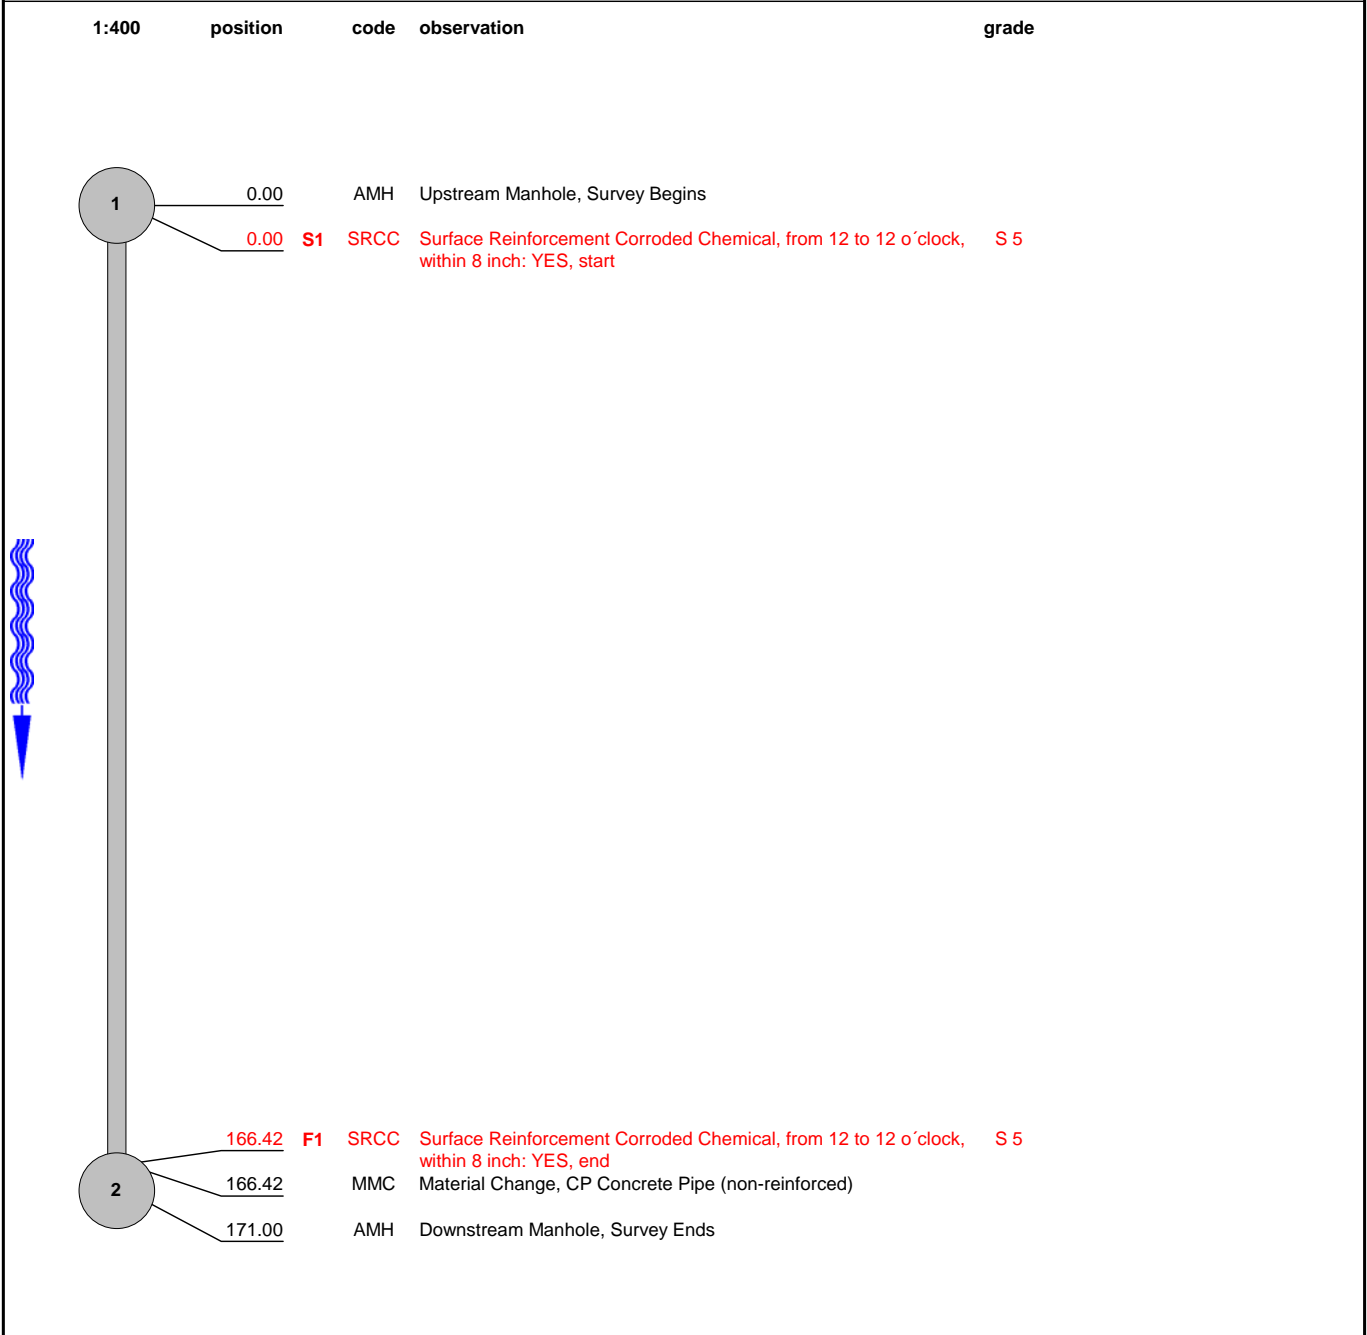 1:400 position code observation grade
1
0.00 AMH Upstream Manhole, Survey Begins
0.00 S1 SRCC Surface Reinforcement Corroded Chemical, from 12 to 12 o´clock, S 5
within 8 inch: YES, start
166.42 F1 SRCC Surface Reinforcement Corroded Chemical, from 12 to 12 o´clock, S 5
within 8 inch: YES, end
2
166.42 MMC Material Change, CP Concrete Pipe (non-reinforced)
171.00 AMH Downstream Manhole, Survey Ends